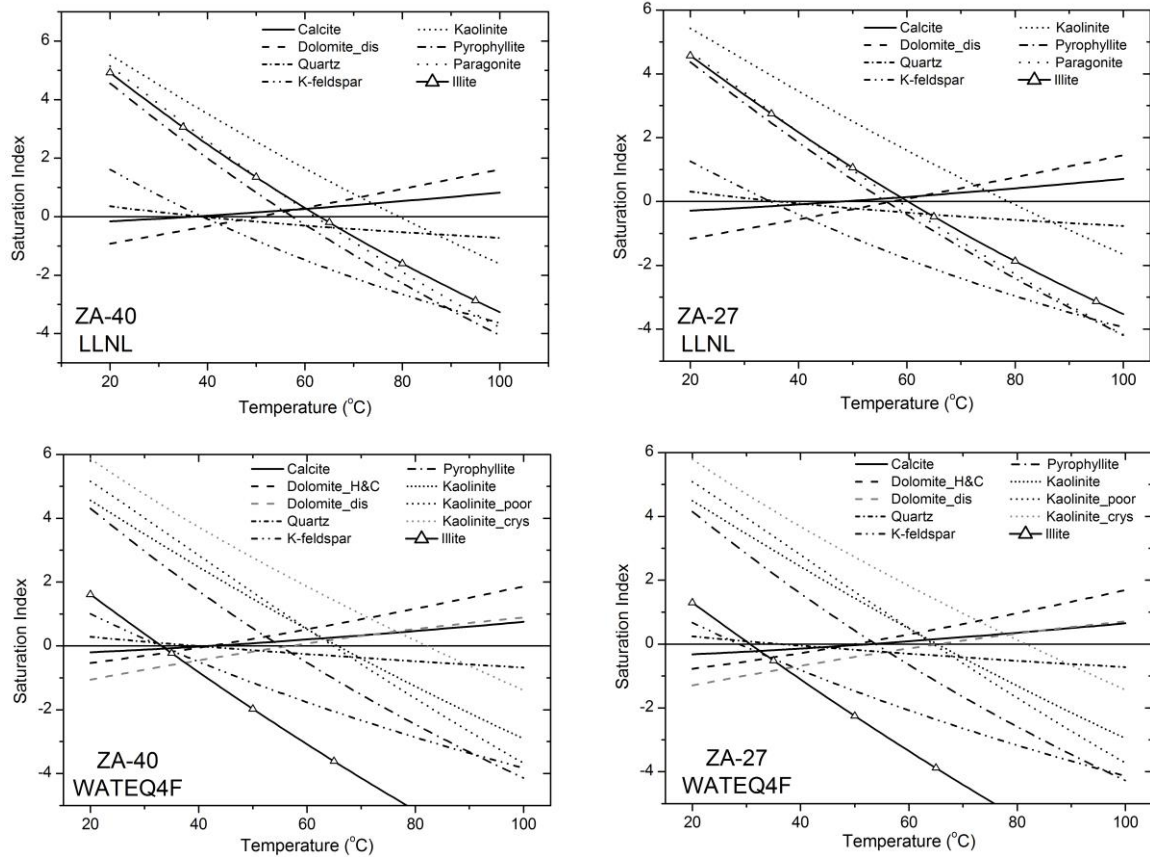 Calcite Kaolinite
Dolomite_dis Pyrophyllite
Quartz Paragonite
K-feldspar Illite
6
4
2
0
-2
-4
Saturation Index
ZA-40
LLNL
20 40 60 80 100
Temperature (°C)
Calcite Kaolinite
Dolomite_dis Pyrophyllite
Quartz Paragonite
K-feldspar Illite
6
4
2
0
-2
-4
Saturation Index
ZA-27
LLNL
20 40 60 80 100
Temperature (°C)
Calcite Pyrophyllite
Dolomite_H&C Kaolinite
Dolomite_dis Kaolinite_poor
Quartz Kaolinite_crys
K-feldspar Illite
6
4
2
0
-2
-4
Saturation Index
ZA-40
WATEQ4F
20 40 60 80 100
Temperature (°C)
Calcite Pyrophyllite
Dolomite_H&C Kaolinite
Dolomite_dis Kaolinite_poor
Quartz Kaolinite_crys
K-feldspar Illite
6
4
2
0
-2
-4
Saturation Index
ZA-27
WATEQ4F
20 40 60 80 100
Temperature (°C)